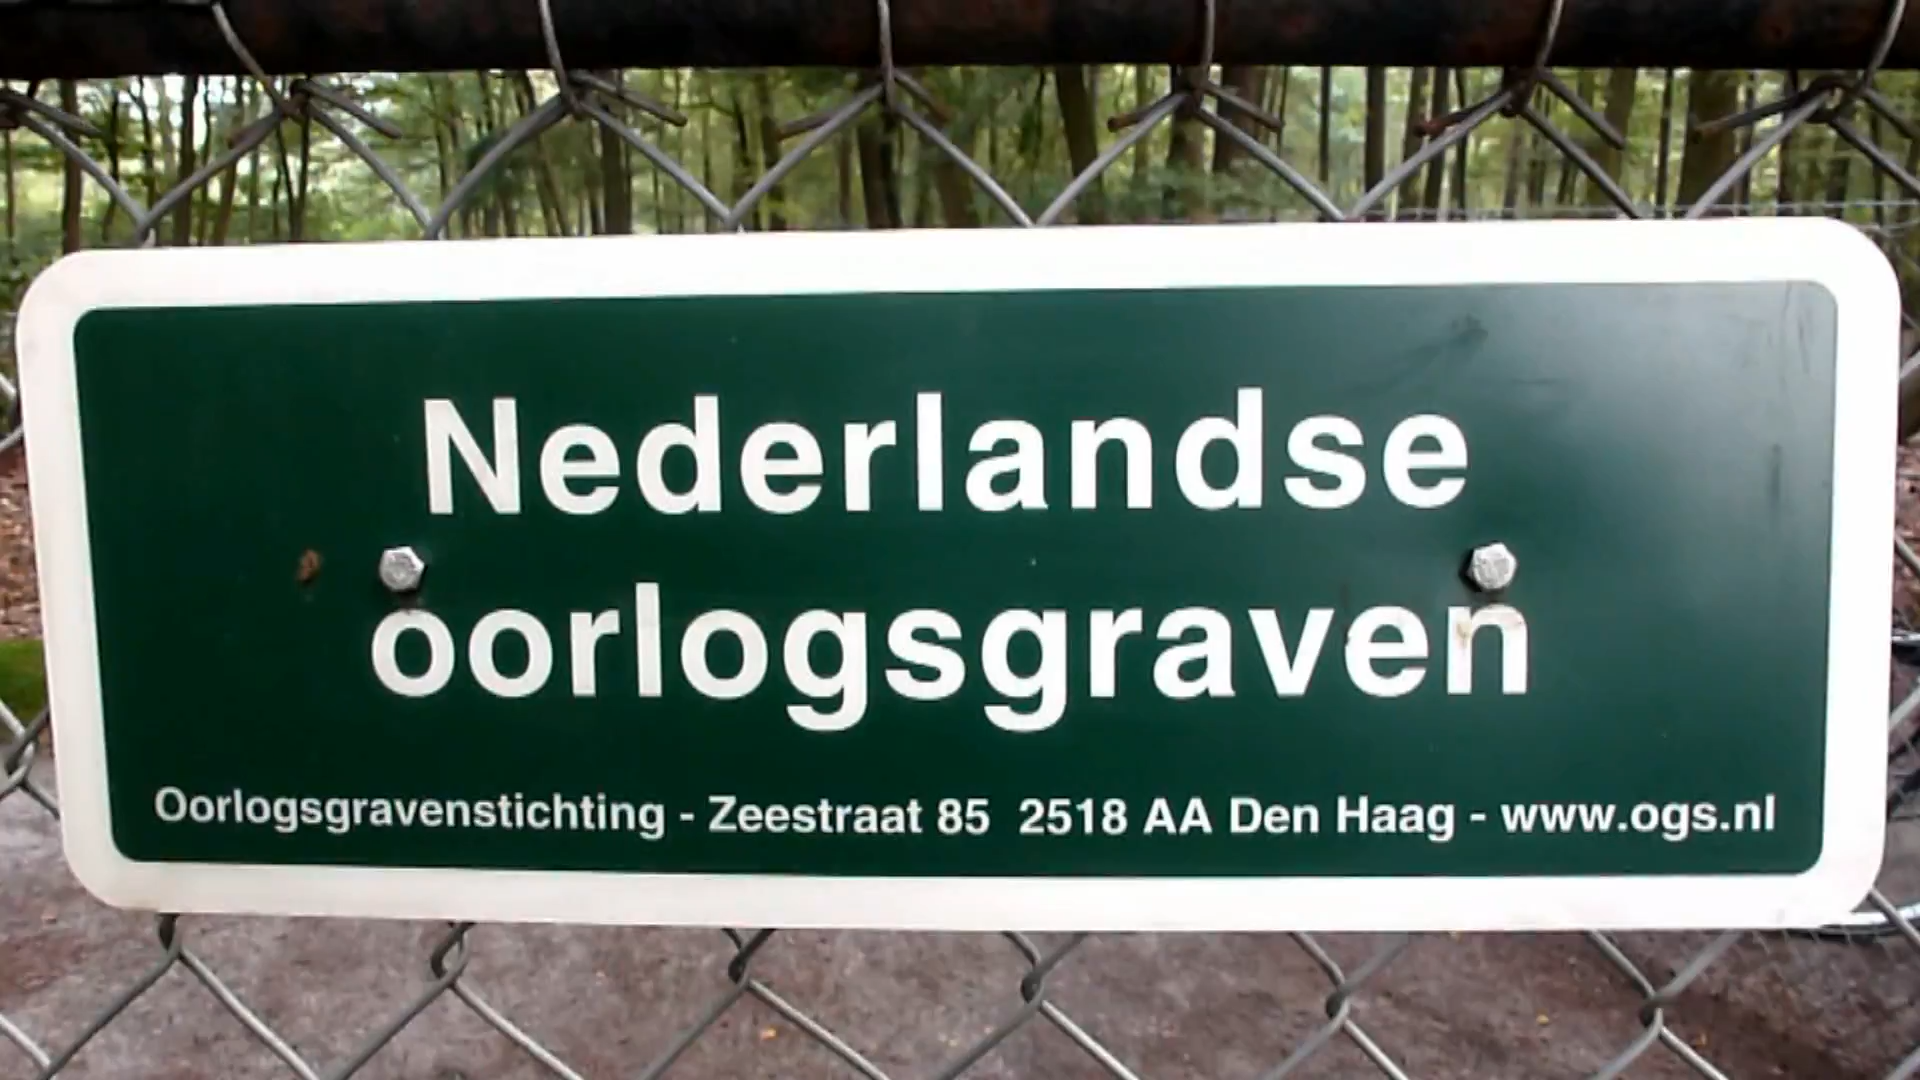 Nederlandse
oorlogsgraven
Oorlogsgravenstichting - Zeestraat 85 2518 AA Den Haag - www.ogs.nl